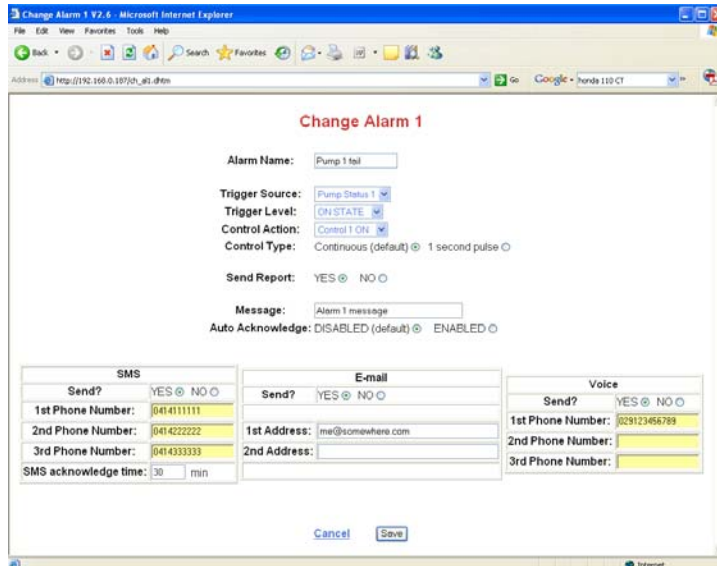 Change Alarm 1 V2.6 - Microsoft Internet Explorer
File Edit View Favorites Tools Help
Back Search Favorites
Address http://192.168.0.187/ch_al1.dhtm Go Google honda 110 CT
Change Alarm 1
Alarm Name: Pump 1 fail
Trigger Source: Pump Status 1
Trigger Level: ON STATE
Control Action: Control 1 ON
Control Type: Continuous (default) 1 second pulse
Send Report: YES NO
Message: Alarm 1 message
Auto Acknowledge: DISABLED (default) ENABLED
SMS
Send? YES NO
1st Phone Number: 0414111111
2nd Phone Number: 0414222222
3rd Phone Number: 0414333333
SMS acknowledge time: 30 min
E-mail
Send? YES NO
1st Address: me@somewhere.com
2nd Address:
Voice
Send? YES NO
1st Phone Number: 029123456789
2nd Phone Number:
3rd Phone Number:
Cancel Save
Internet